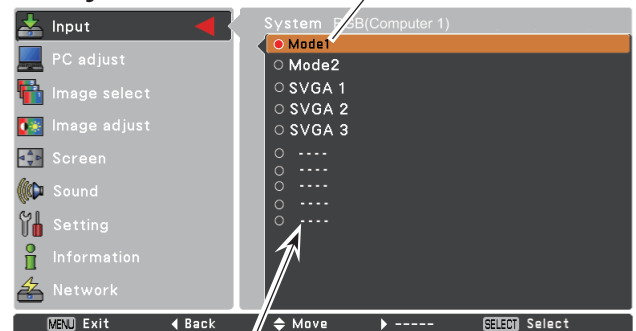 Input
PC adjust
Image select
Image adjust
Screen
Sound
Setting
Information
Network
System RGB(Computer 1)
Mode1
Mode2
SVGA 1
SVGA 2
SVGA 3
----
----
----
----
----
MENU Exit ◀ Back Move ▶ ----- SELECT Select